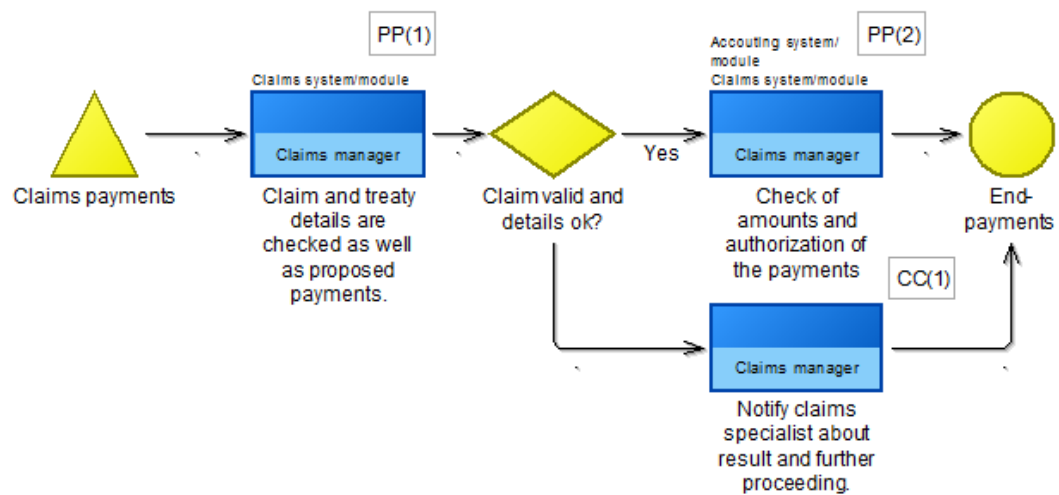 PP(1)
PP(2)
Claims system/module
Accouting system/
module
Claims system/module
Claims manager
Claims manager
Yes
Claims payments
Claim and treaty
details are
checked as well
as proposed
payments.
Claim valid and
details ok?
Check of
amounts and
authorization of
the payments
End-
payments
CC(1)
Claims manager
Notify claims
specialist about
result and further
proceeding.